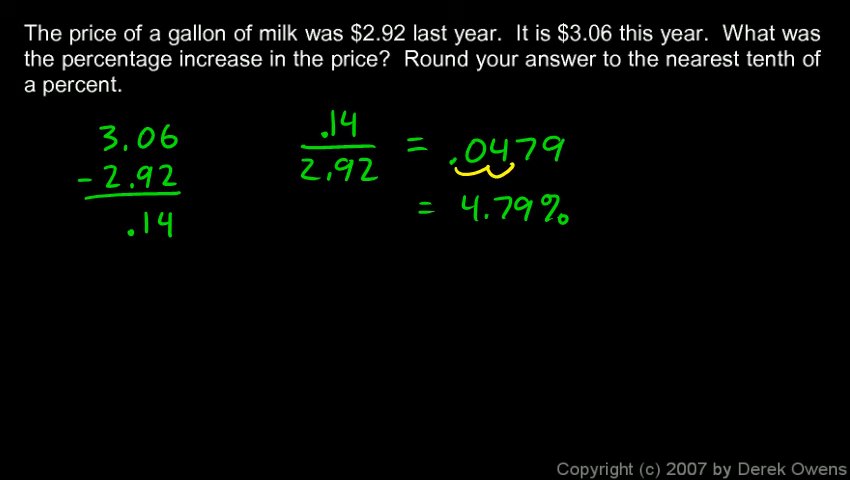 The price of a gallon of milk was $2.92 last year.  It is $3.06 this year.  What was
the percentage increase in the price?  Round your answer to the nearest tenth of
a percent.
3.06
- 2.92
.14
.14
2.92
= .0479
= 4.79%
Copyright (c) 2007 by Derek Owens